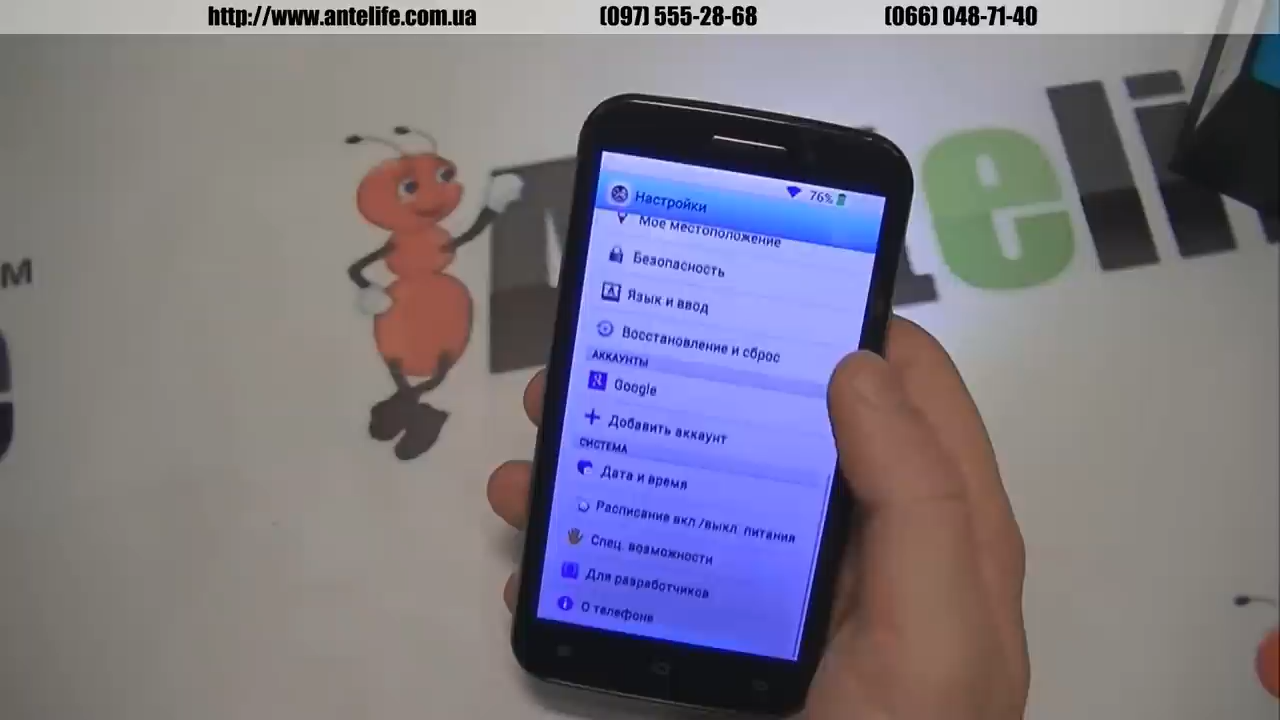 http://www.antelife.com.ua (097) 555-28-68 (066) 048-71-40
76%
Настройки
Мое местоположение
Безопасность
Язык и ввод
Восстановление и сброс
АККАУНТЫ
Google
Добавить аккаунт
СИСТЕМА
Дата и время
Расписание вкл./выкл. питания
Спец. возможности
Для разработчиков
О телефоне